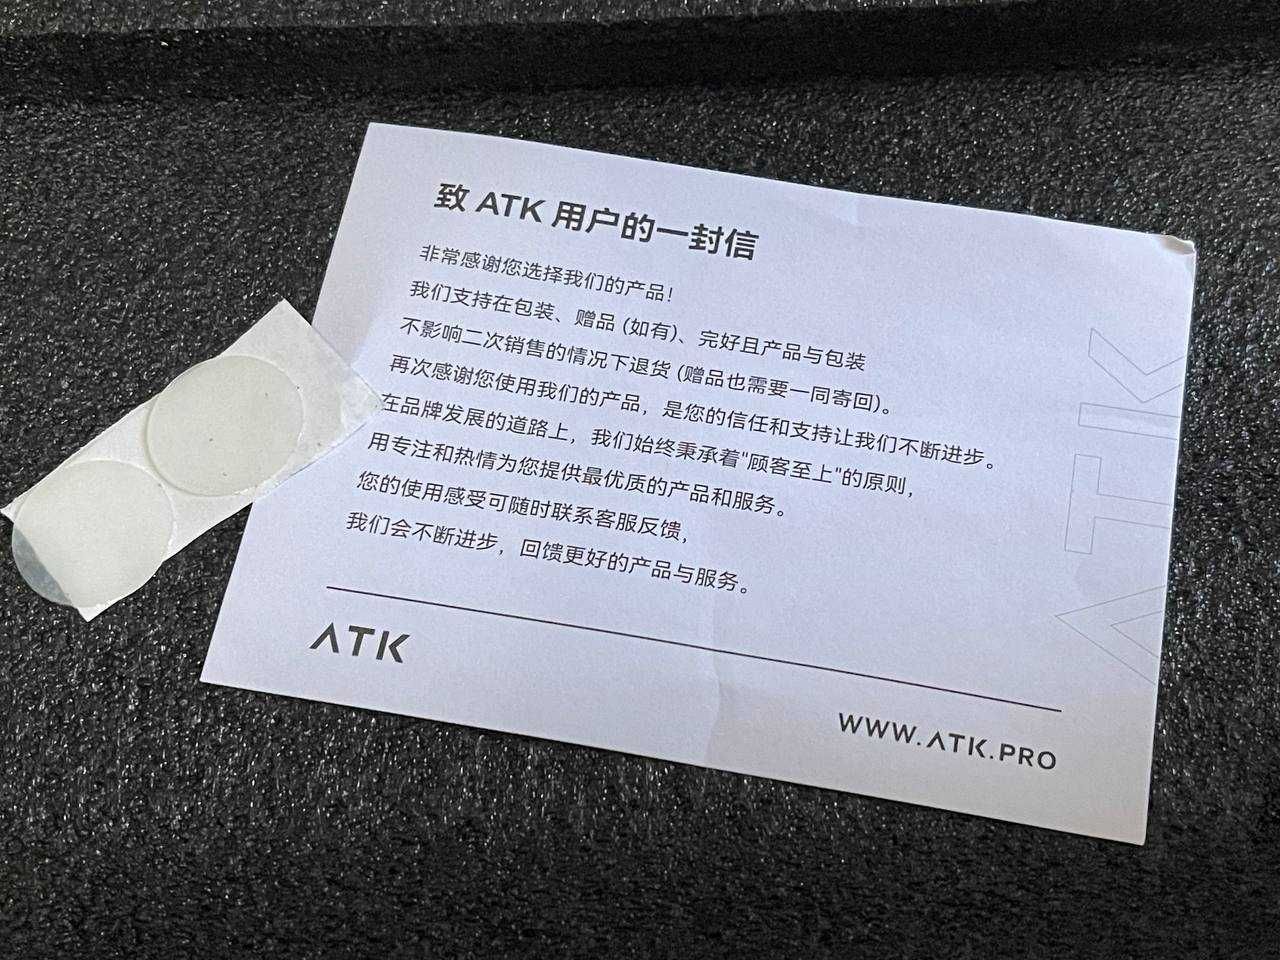 致 ATK 用户的一封信
非常感谢您选择我们的产品！
我们支持在包装、赠品 (如有)、完好且产品与包装
不影响二次销售的情况下退货 (赠品也需要一同寄回)。
再次感谢您使用我们的产品，是您的信任和支持让我们不断进步。
在品牌发展的道路上，我们始终秉承着"顾客至上"的原则，
用专注和热情为您提供最优质的产品和服务。
您的使用感受可随时联系客服反馈，
我们会不断进步，回馈更好的产品与服务。
ATK
WWW.ATK.PRO
ATK